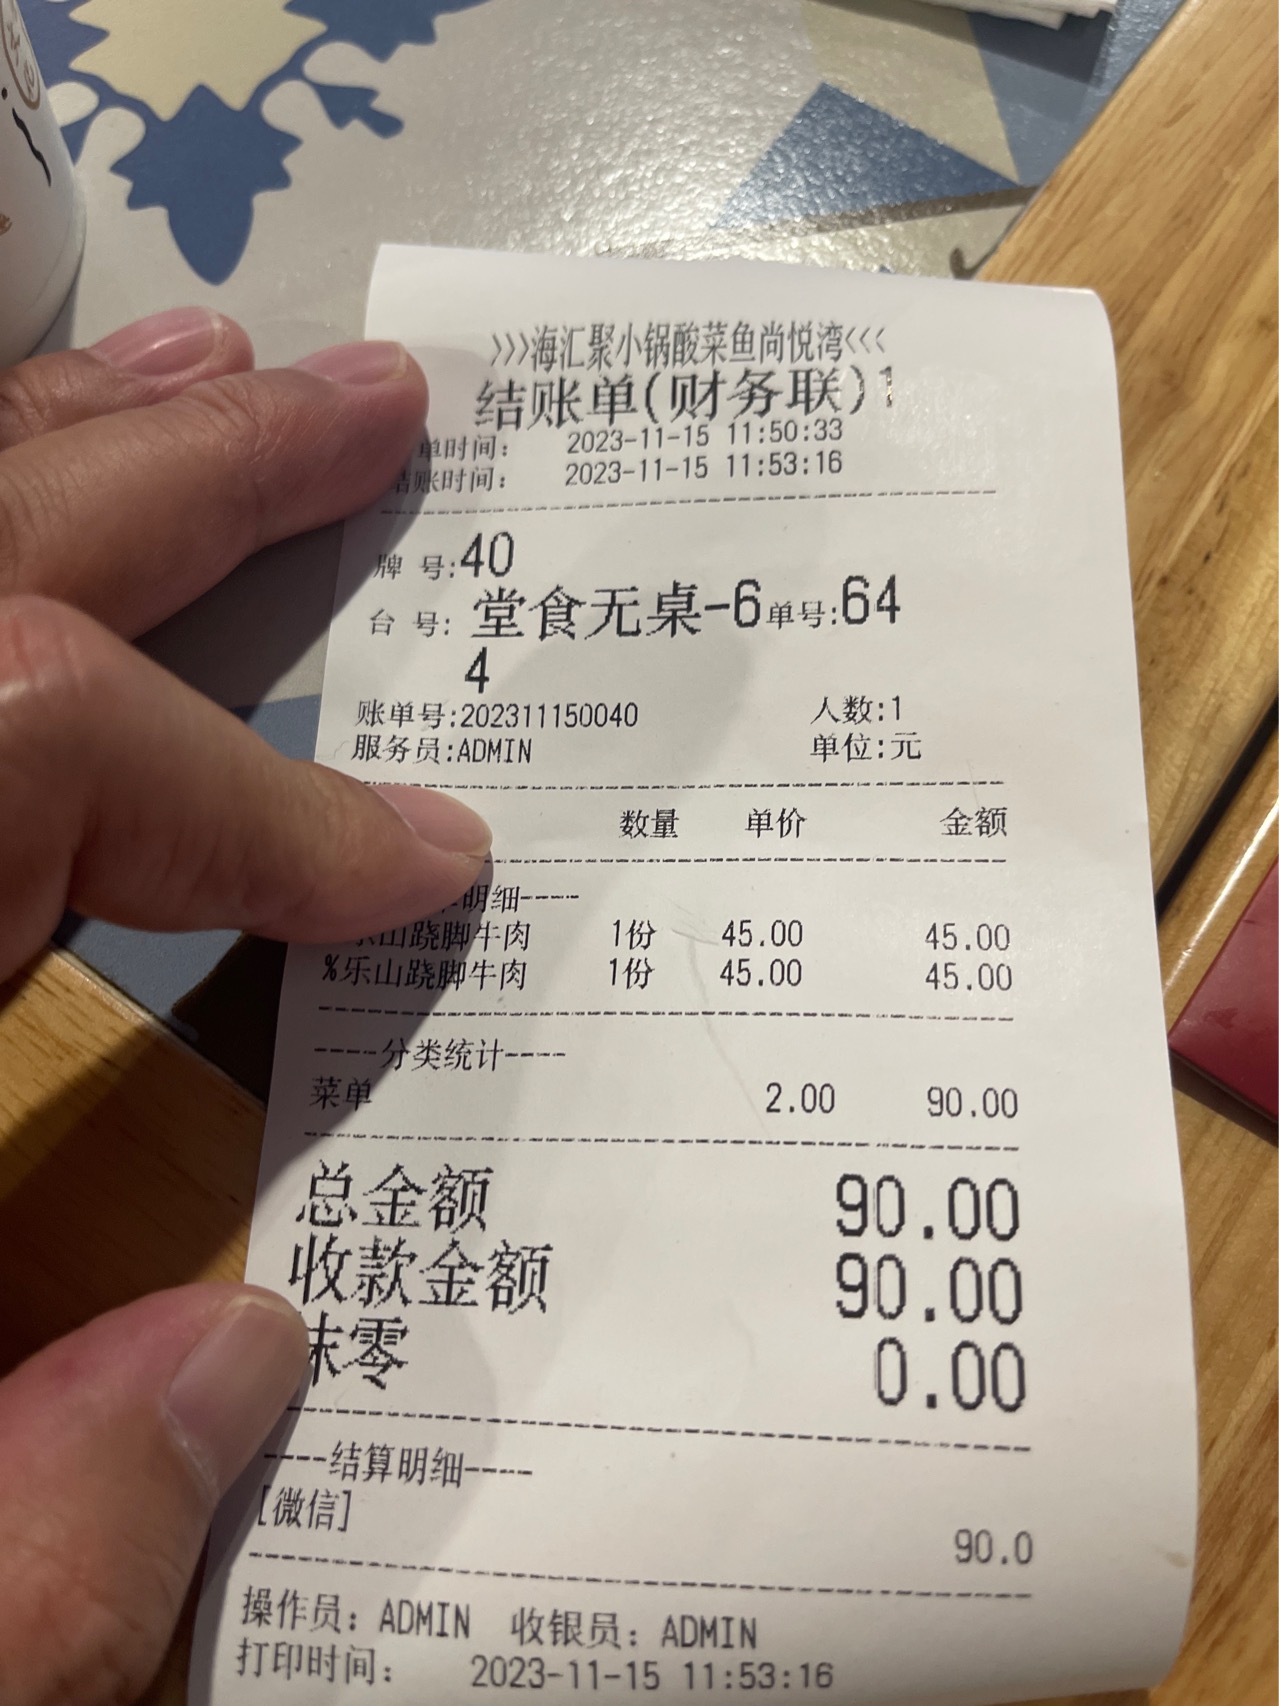 >>>海汇聚小锅酸菜鱼尚悦湾<<<
结账单(财务联)1
单时间： 2023-11-15 11:50:33
结账时间： 2023-11-15 11:53:16
牌 号:40
台 号: 堂食无桌-6 单号:64
4
账单号:202311150040 人数:1
服务员:ADMIN 单位:元
数量 单价 金额
明细----
乐山跷脚牛肉 1份 45.00 45.00
%乐山跷脚牛肉 1份 45.00 45.00
----分类统计----
菜单 2.00 90.00
总金额 90.00
收款金额 90.00
抹零 0.00
----结算明细----
[微信]
90.0
操作员：ADMIN 收银员：ADMIN
打印时间： 2023-11-15 11:53:16